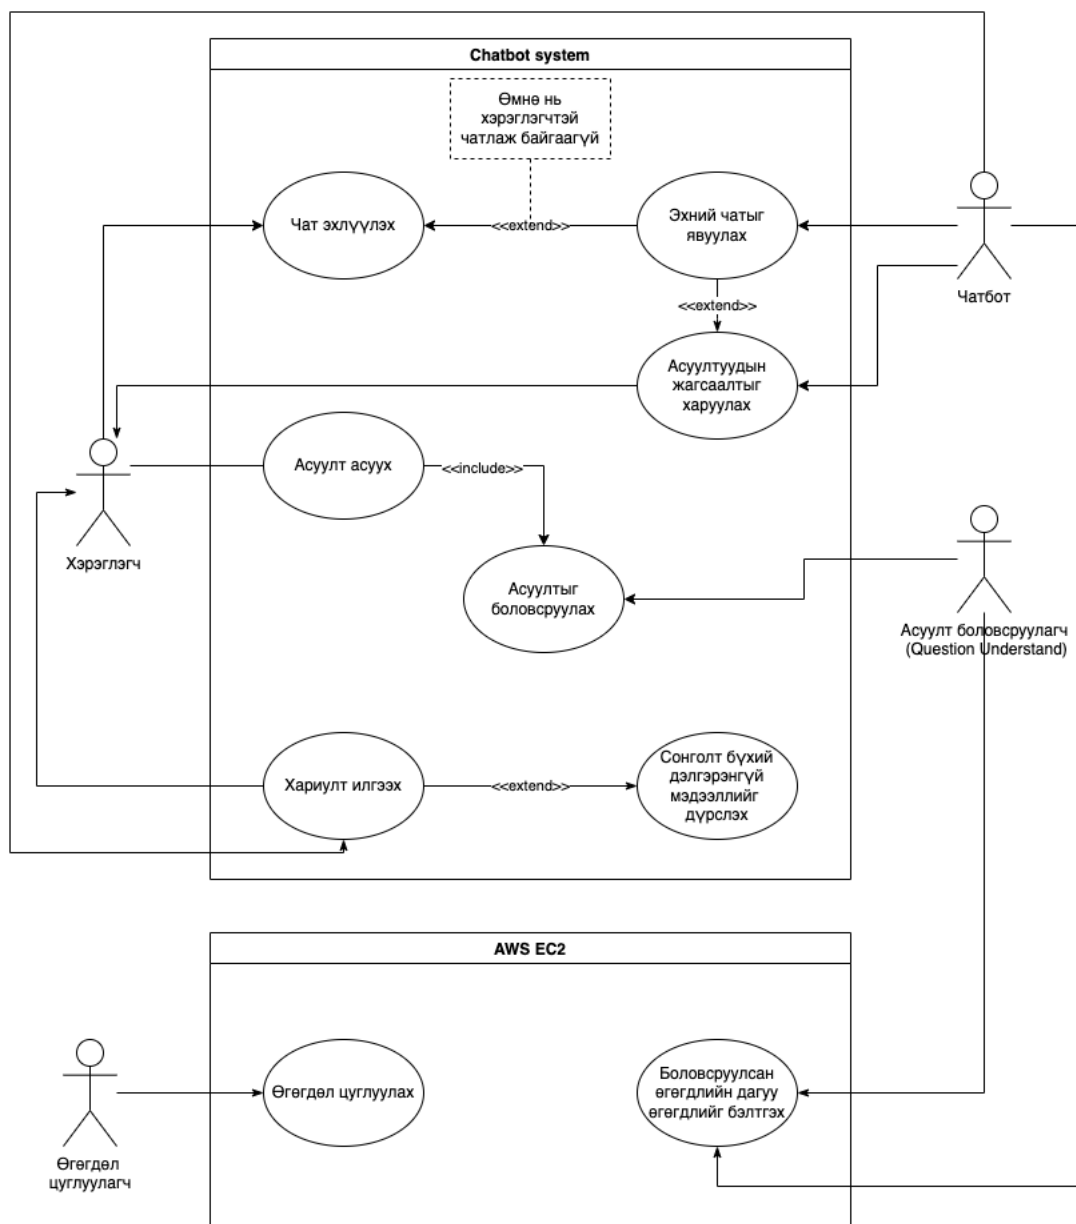 Chatbot system
Өмнө нь
хэрэглэгчтэй
чатлаж байгаагүй
Чат эхлүүлэх
<<extend>>
Эхний чатыг
явуулах
Чатбот
<<extend>>
Асуултуудын
жагсаалтыг
харуулах
Асуулт асуух
<<include>>
Хэрэглэгч
Асуултыг
боловсруулах
Асуулт боловсруулагч
(Question Understand)
Хариулт илгээх
<<extend>>
Сонголт бүхий
дэлгэрэнгүй
мэдээллийг
дүрслэх
AWS EC2
Өгөгдөл цуглуулах
Боловсруулсан
өгөгдлийн дагуу
өгөгдлийг бэлтгэх
Өгөгдөл
цуглуулагч